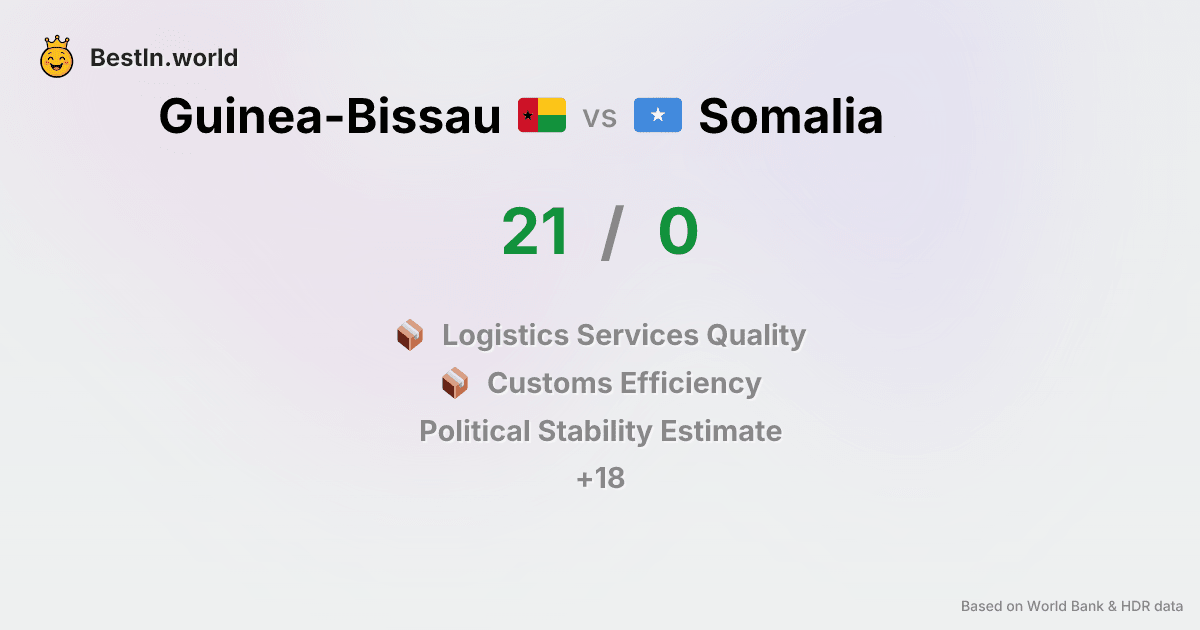 BestIn.world
Guinea-Bissau vs Somalia
21 / 0
Logistics Services Quality
Customs Efficiency
Political Stability Estimate
+18
Based on World Bank & HDR data